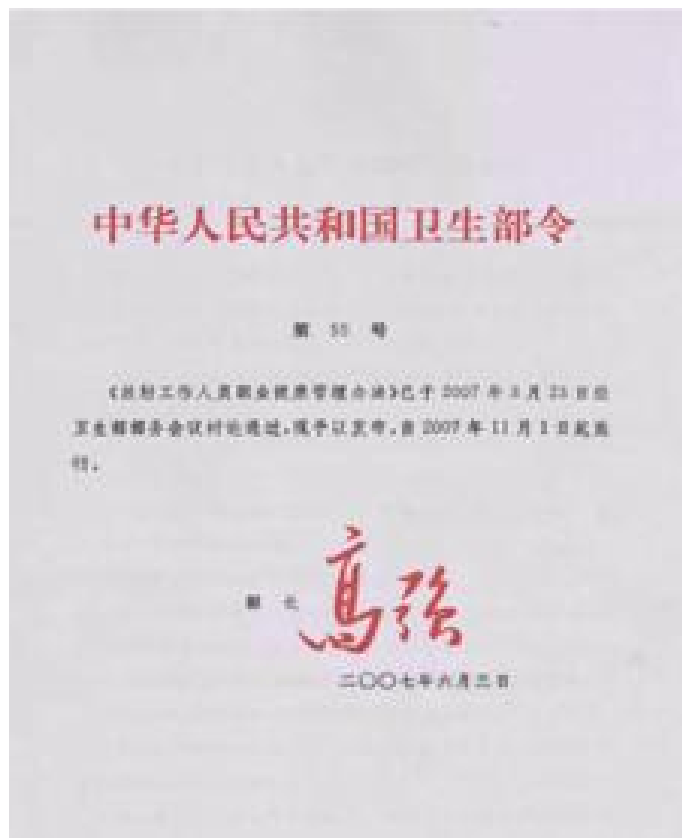 中华人民共和国卫生部令
第 55 号
《放射工作人员职业健康管理办法》已于 2007 年 3 月 23 日经
卫生部部务会议讨论通过，现予以发布，自 2007 年 11 月 1 日起施
行。
部 长 高强
二〇〇七年六月三日